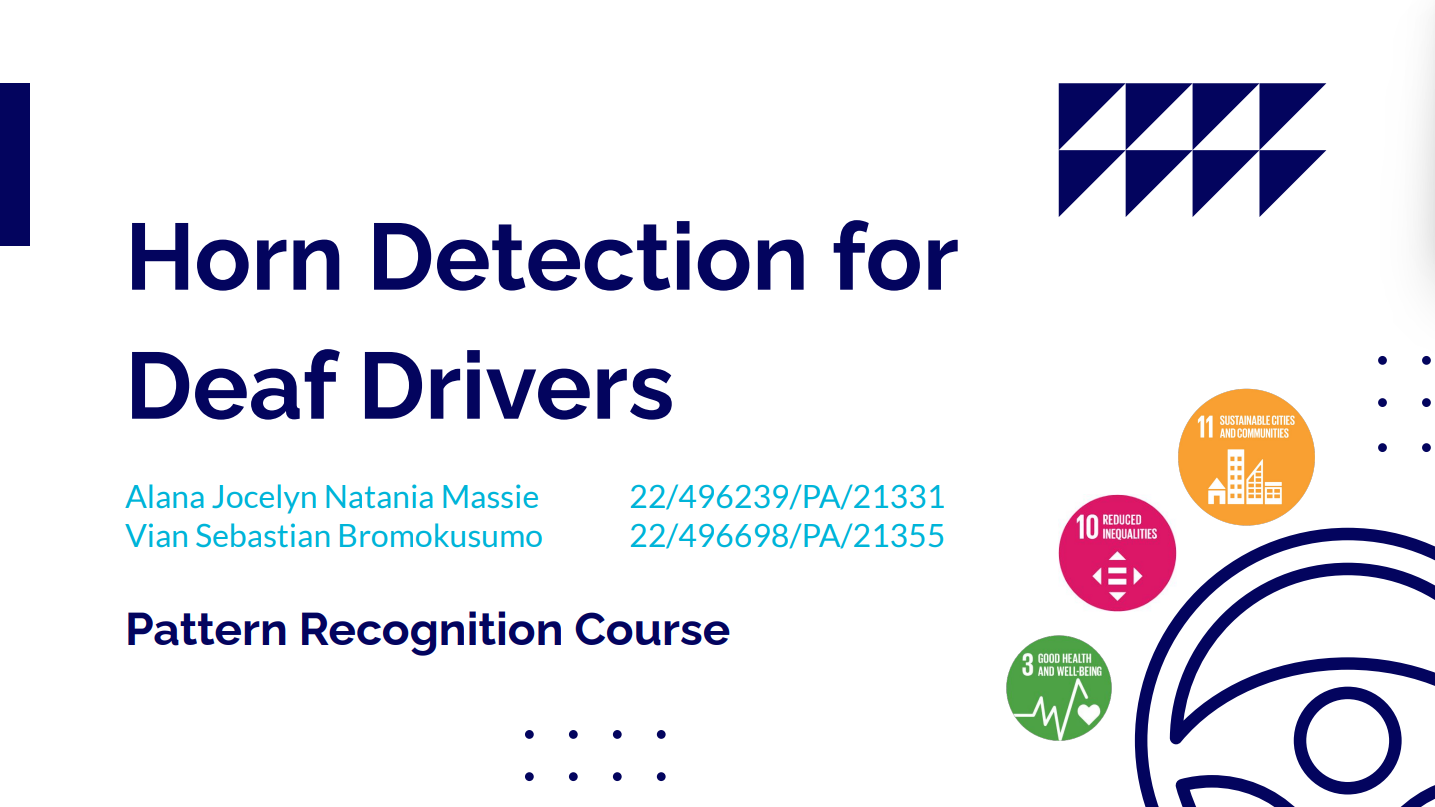 Horn Detection for
Deaf Drivers
Alana Jocelyn Natania Massie 22/496239/PA/21331
Vian Sebastian Bromokusumo 22/496698/PA/21355
Pattern Recognition Course
11 SUSTAINABLE CITIES
AND COMMUNITIES
10 REDUCED
INEQUALITIES
3 GOOD HEALTH
AND WELL-BEING